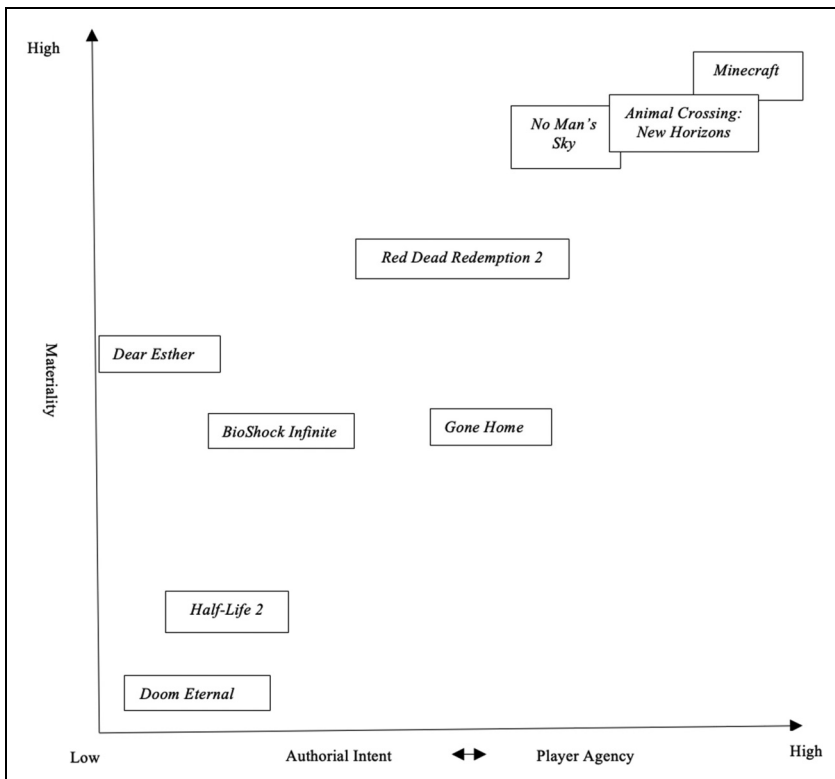 High
Minecraft
Animal Crossing:
New Horizons
No Man's
Sky
Red Dead Redemption 2
Materiality
Dear Esther
BioShock Infinite
Gone Home
Half-Life 2
Doom Eternal
Low
Authorial Intent
Player Agency
High